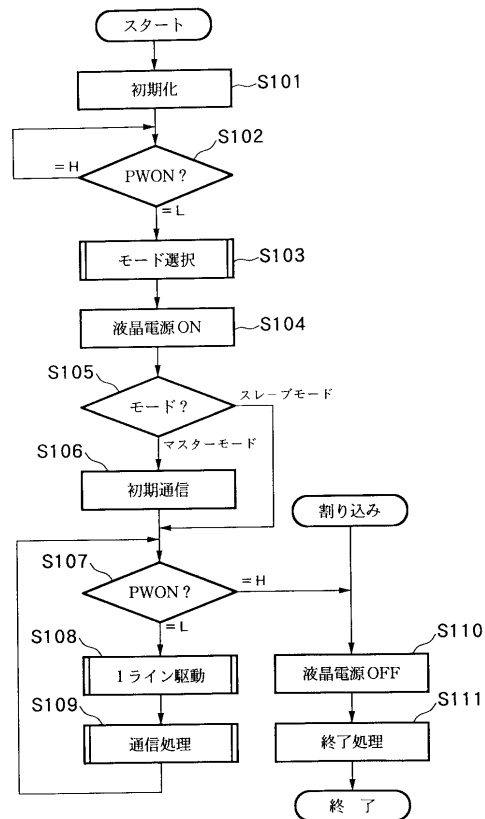 スタート
初期化
S101
S102
=H
PWON?
=L
モード選択
S103
液晶電源ON
S104
S105
モード?
スレーブモード
マスターモード
S106
初期通信
割り込み
S107
PWON?
=H
=L
S108
1ライン駆動
S110
液晶電源OFF
S109
通信処理
S111
終了処理
終 了